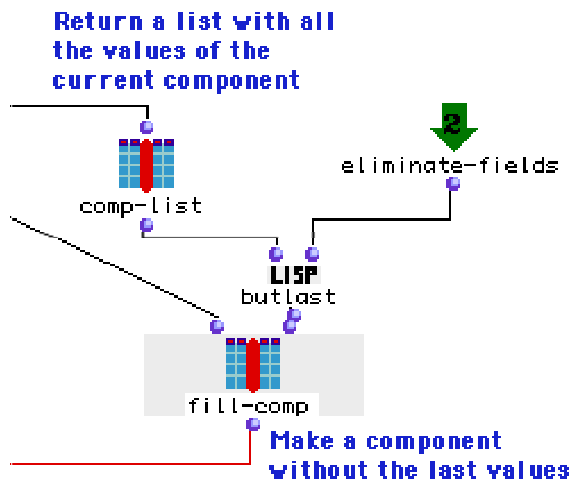 Return a list with all
the values of the
current component
2
eliminate-fields
comp-list
LISP
butlast
fill-comp
Make a component
without the last values